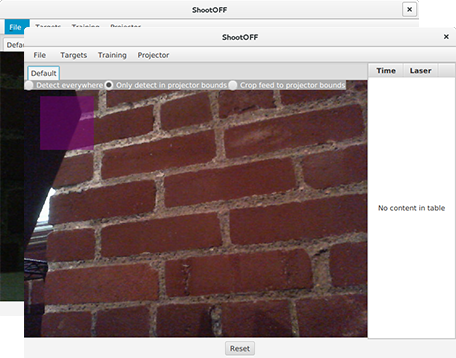 ShootOFF
File Targets Training Projector
Defau
ShootOFF
File Targets Training Projector
Default
Detect everywhere Only detect in projector bounds Crop feed to projector bounds
Time Laser
No content in table
Reset